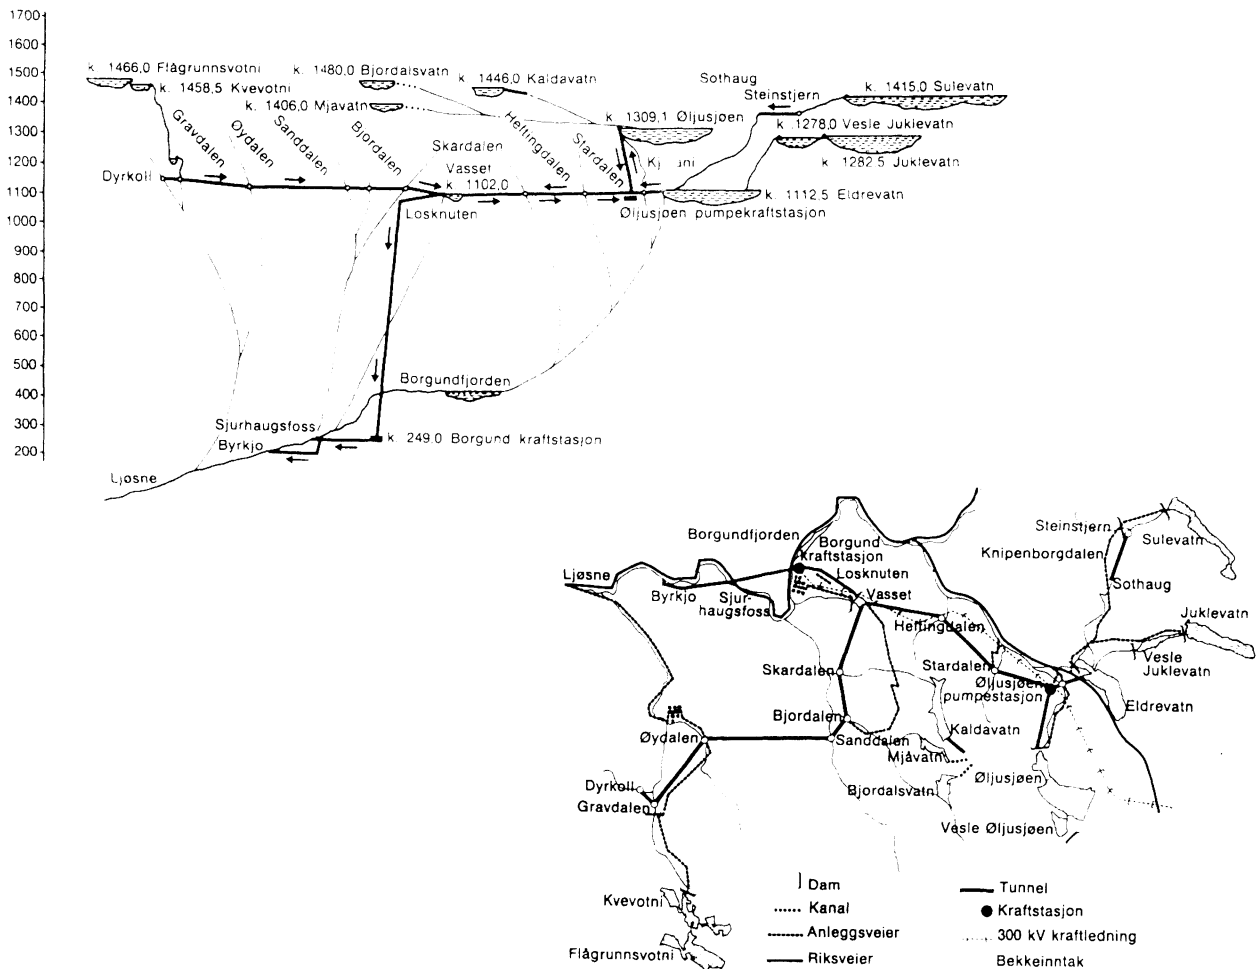 1700
1600
1500
1400
1300
1200
1100
1000
900
800
700
600
500
400
300
200
k. 1466,0 Flågrunnsvotni
k. 1458,5 Kvevotni
k. 1480,0 Bjordalsvatn
k. 1406,0 Mjåvatn
k. 1446,0 Kaldavatn
Sothaug
Steinstjern
k. 1415,0 Sulevatn
k. 1309,1 Øljusjøen
k. 1278,0 Vesle Juklevatn
k. 1282,5 Juklevatn
Gravdalen
Øydalen
Sanddalen
Bjordalen
Skardalen
Vasset
k. 1102,0
Heftingdalen
Stardalen
Dyrkoll
k. 1112,5 Eldrevatn
Losknuten
Øljusjøen pumpekraftstasjon
Borgundfjorden
Sjurhaugsfoss
Byrkjo
k. 249,0 Borgund kraftstasjon
Ljøsne
Borgundfjorden
Borgund
kraftstasjon
Losknuten
Vasset
Ljøsne
Byrkjo
Sjur-
haugsfoss
Steinstjern
Sulevatn
Knipenborgdalen
Sothaug
Juklevatn
Heftingdalen
Vesle
Juklevatn
Skardalen
Stardalen
Øljusjøen
pumpestasjon
Eldrevatn
Bjordalen
Kaldavatn
Øydalen
Sanddalen
Mjåvatn
Øljusjøen
Dyrkoll
Bjordalsvatn
Gravdalen
Vesle Øljusjøen
Kvevotni
Flågrunnsvotni
Dam
Kanal
Anleggsveier
Riksveier
Tunnel
Kraftstasjon
300 kV kraftledning
Bekkeinntak